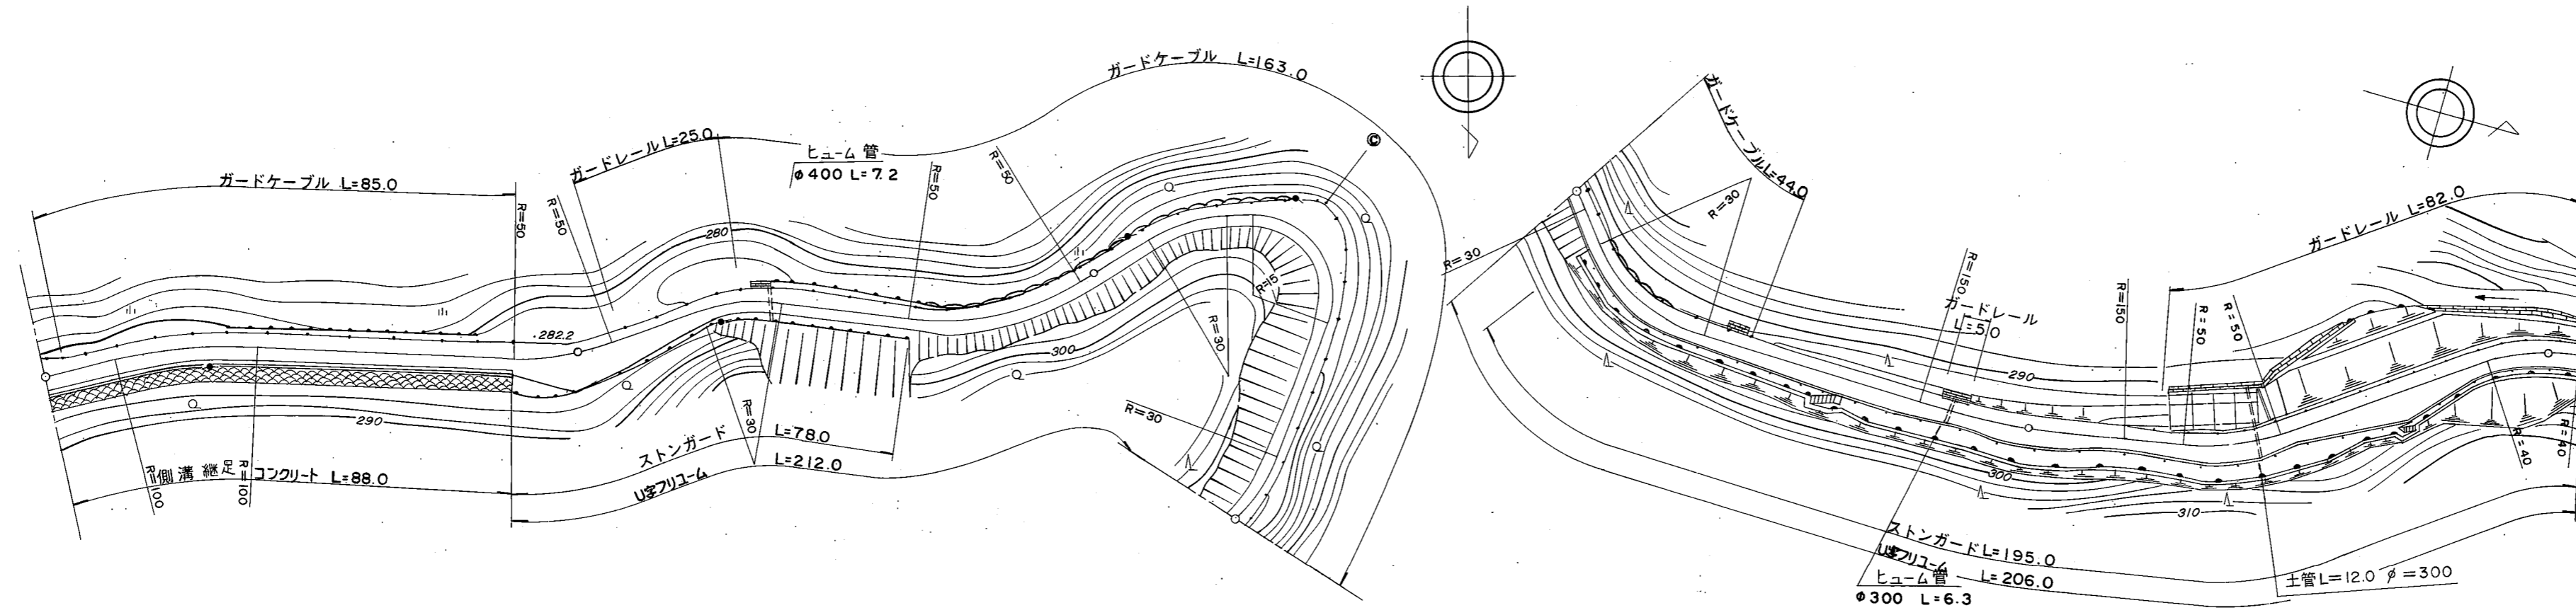 ガードケーブル L=85.0
R=50
R=50
ガードレール L=25.0
ヒューム 管
φ400 L=7.2
R=50
R=50
ガードケーブル L=163.0
C
280
.282.2
R=15
R=30
300
R=30
R=30
290
ストンガード L=78.0
U字フリューム L=212.0
R=100
側溝 継足 コンクリート L=88.0
R=100
ガードケーブル L=44.0
R=30
R=30
R=150
ガードレール
L=5.0
290
R=150
R=50
R=50
ガードレール L=82.0
R=40
R=40
300
310
ストンガード L=195.0
U字フリューム L=206.0
ヒューム管
φ300 L=6.3
土管 L=12.0 φ=300